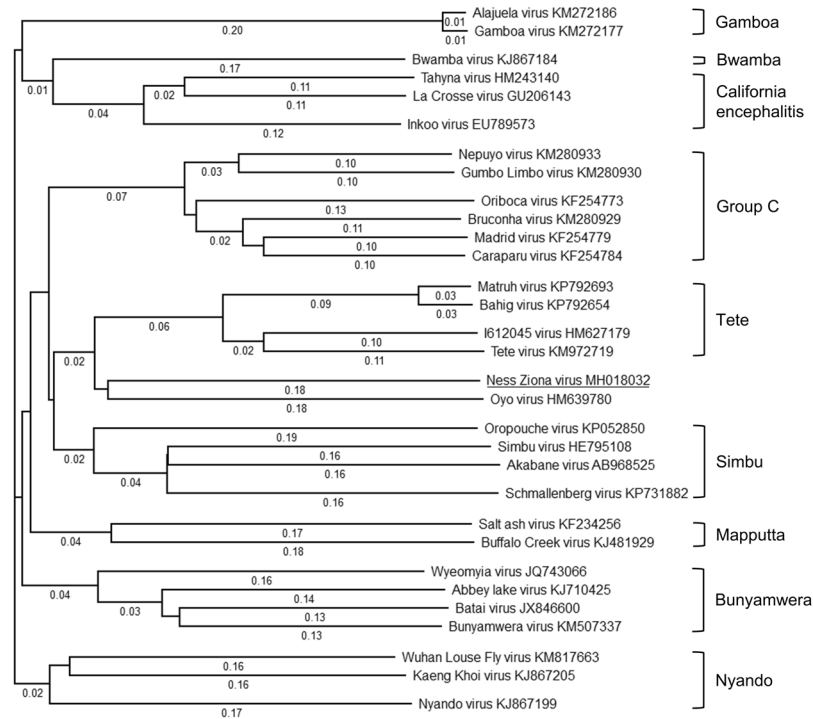 Alajuela virus KM272186
0.01
0.20
Gamboa virus KM272177
0.01
Gamboa
Bwamba virus KJ867184
0.17
Bwamba
0.01
Tahyna virus HM243140
0.11
0.02
La Crosse virus GU206143
0.11
0.04
Inkoo virus EU789573
0.12
California
encephalitis
Nepuyo virus KM280933
0.10
0.03
Gumbo Limbo virus KM280930
0.10
0.07
Oriboca virus KF254773
0.13
Bruconha virus KM280929
0.11
0.02
Madrid virus KF254779
0.10
Caraparu virus KF254784
0.10
Group C
Matruh virus KP792693
0.03
0.09
Bahig virus KP792654
0.03
0.06
I612045 virus HM627179
0.10
0.02
Tete virus KM972719
0.11
Tete
0.02
Ness Ziona virus MH018032
0.18
Oyo virus HM639780
0.18
Oropouche virus KP052850
0.19
0.02
Simbu virus HE795108
0.16
Akabane virus AB968525
0.16
0.04
Schmallenberg virus KP731882
0.16
Simbu
Salt ash virus KF234256
0.17
0.04
Buffalo Creek virus KJ481929
0.18
Mapputta
Wyeomyia virus JQ743066
0.16
0.04
Abbey lake virus KJ710425
0.14
0.03
Batai virus JX846600
0.13
Bunyamwera virus KM507337
0.13
Bunyamwera
Wuhan Louse Fly virus KM817663
0.16
Kaeng Khoi virus KJ867205
0.16
0.02
Nyando virus KJ867199
0.17
Nyando